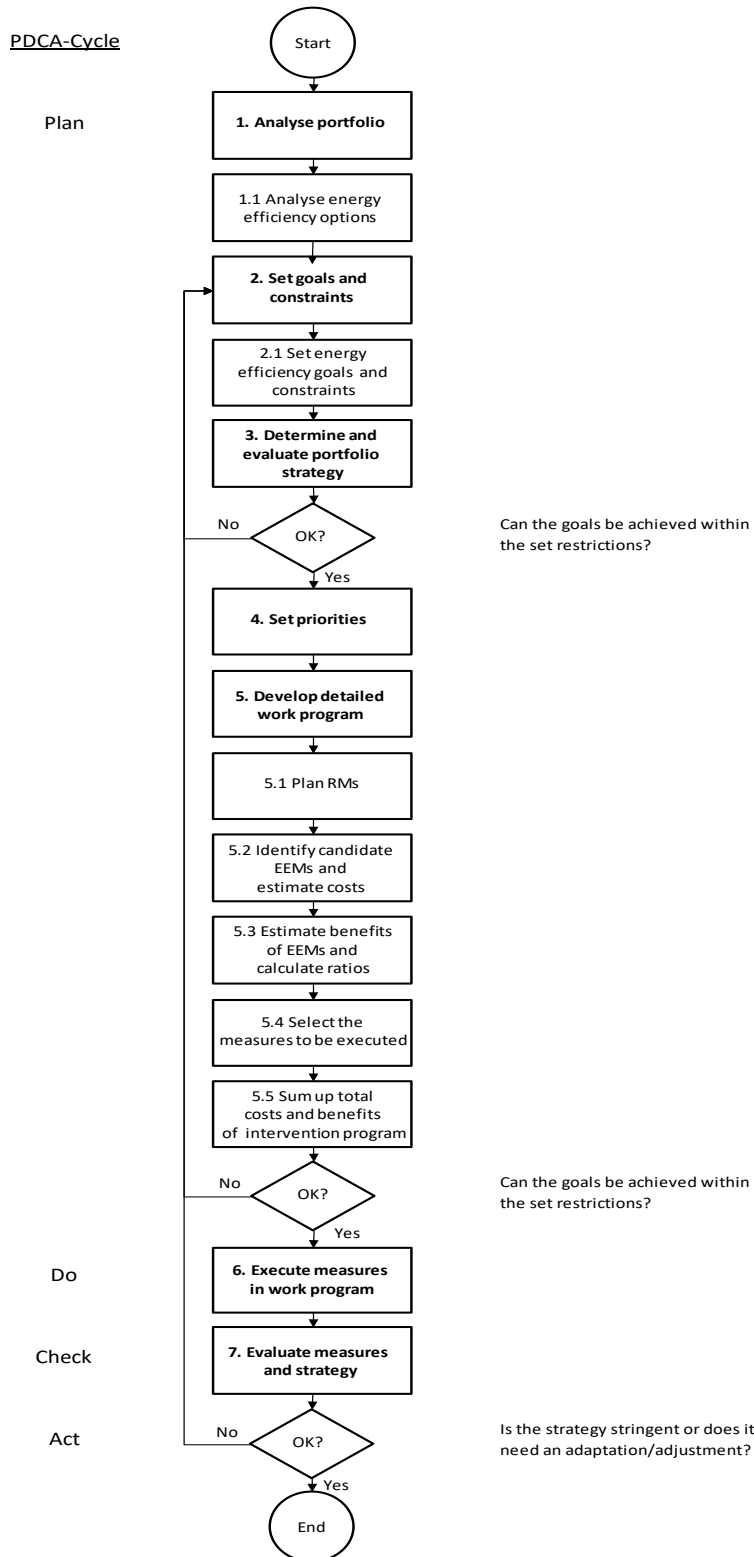 PDCA-Cycle
Start
Plan
1. Analyse portfolio
1.1 Analyse energy
efficiency options
2. Set goals and
constraints
2.1 Set energy
efficiency goals and
constraints
3. Determine and
evaluate portfolio
strategy
No
OK?
Can the goals be achieved within
the set restrictions?
Yes
4. Set priorities
5. Develop detailed
work program
5.1 Plan RMs
5.2 Identify candidate
EEMs and
estimate costs
5.3 Estimate benefits
of EEMs and
calculate ratios
5.4 Select the
measures to be executed
5.5 Sum up total
costs and benefits
of intervention program
No
OK?
Can the goals be achieved within
the set restrictions?
Yes
Do
6. Execute measures
in work program
Check
7. Evaluate measures
and strategy
Act
No
OK?
Is the strategy stringent or does it
need an adaptation/adjustment?
Yes
End